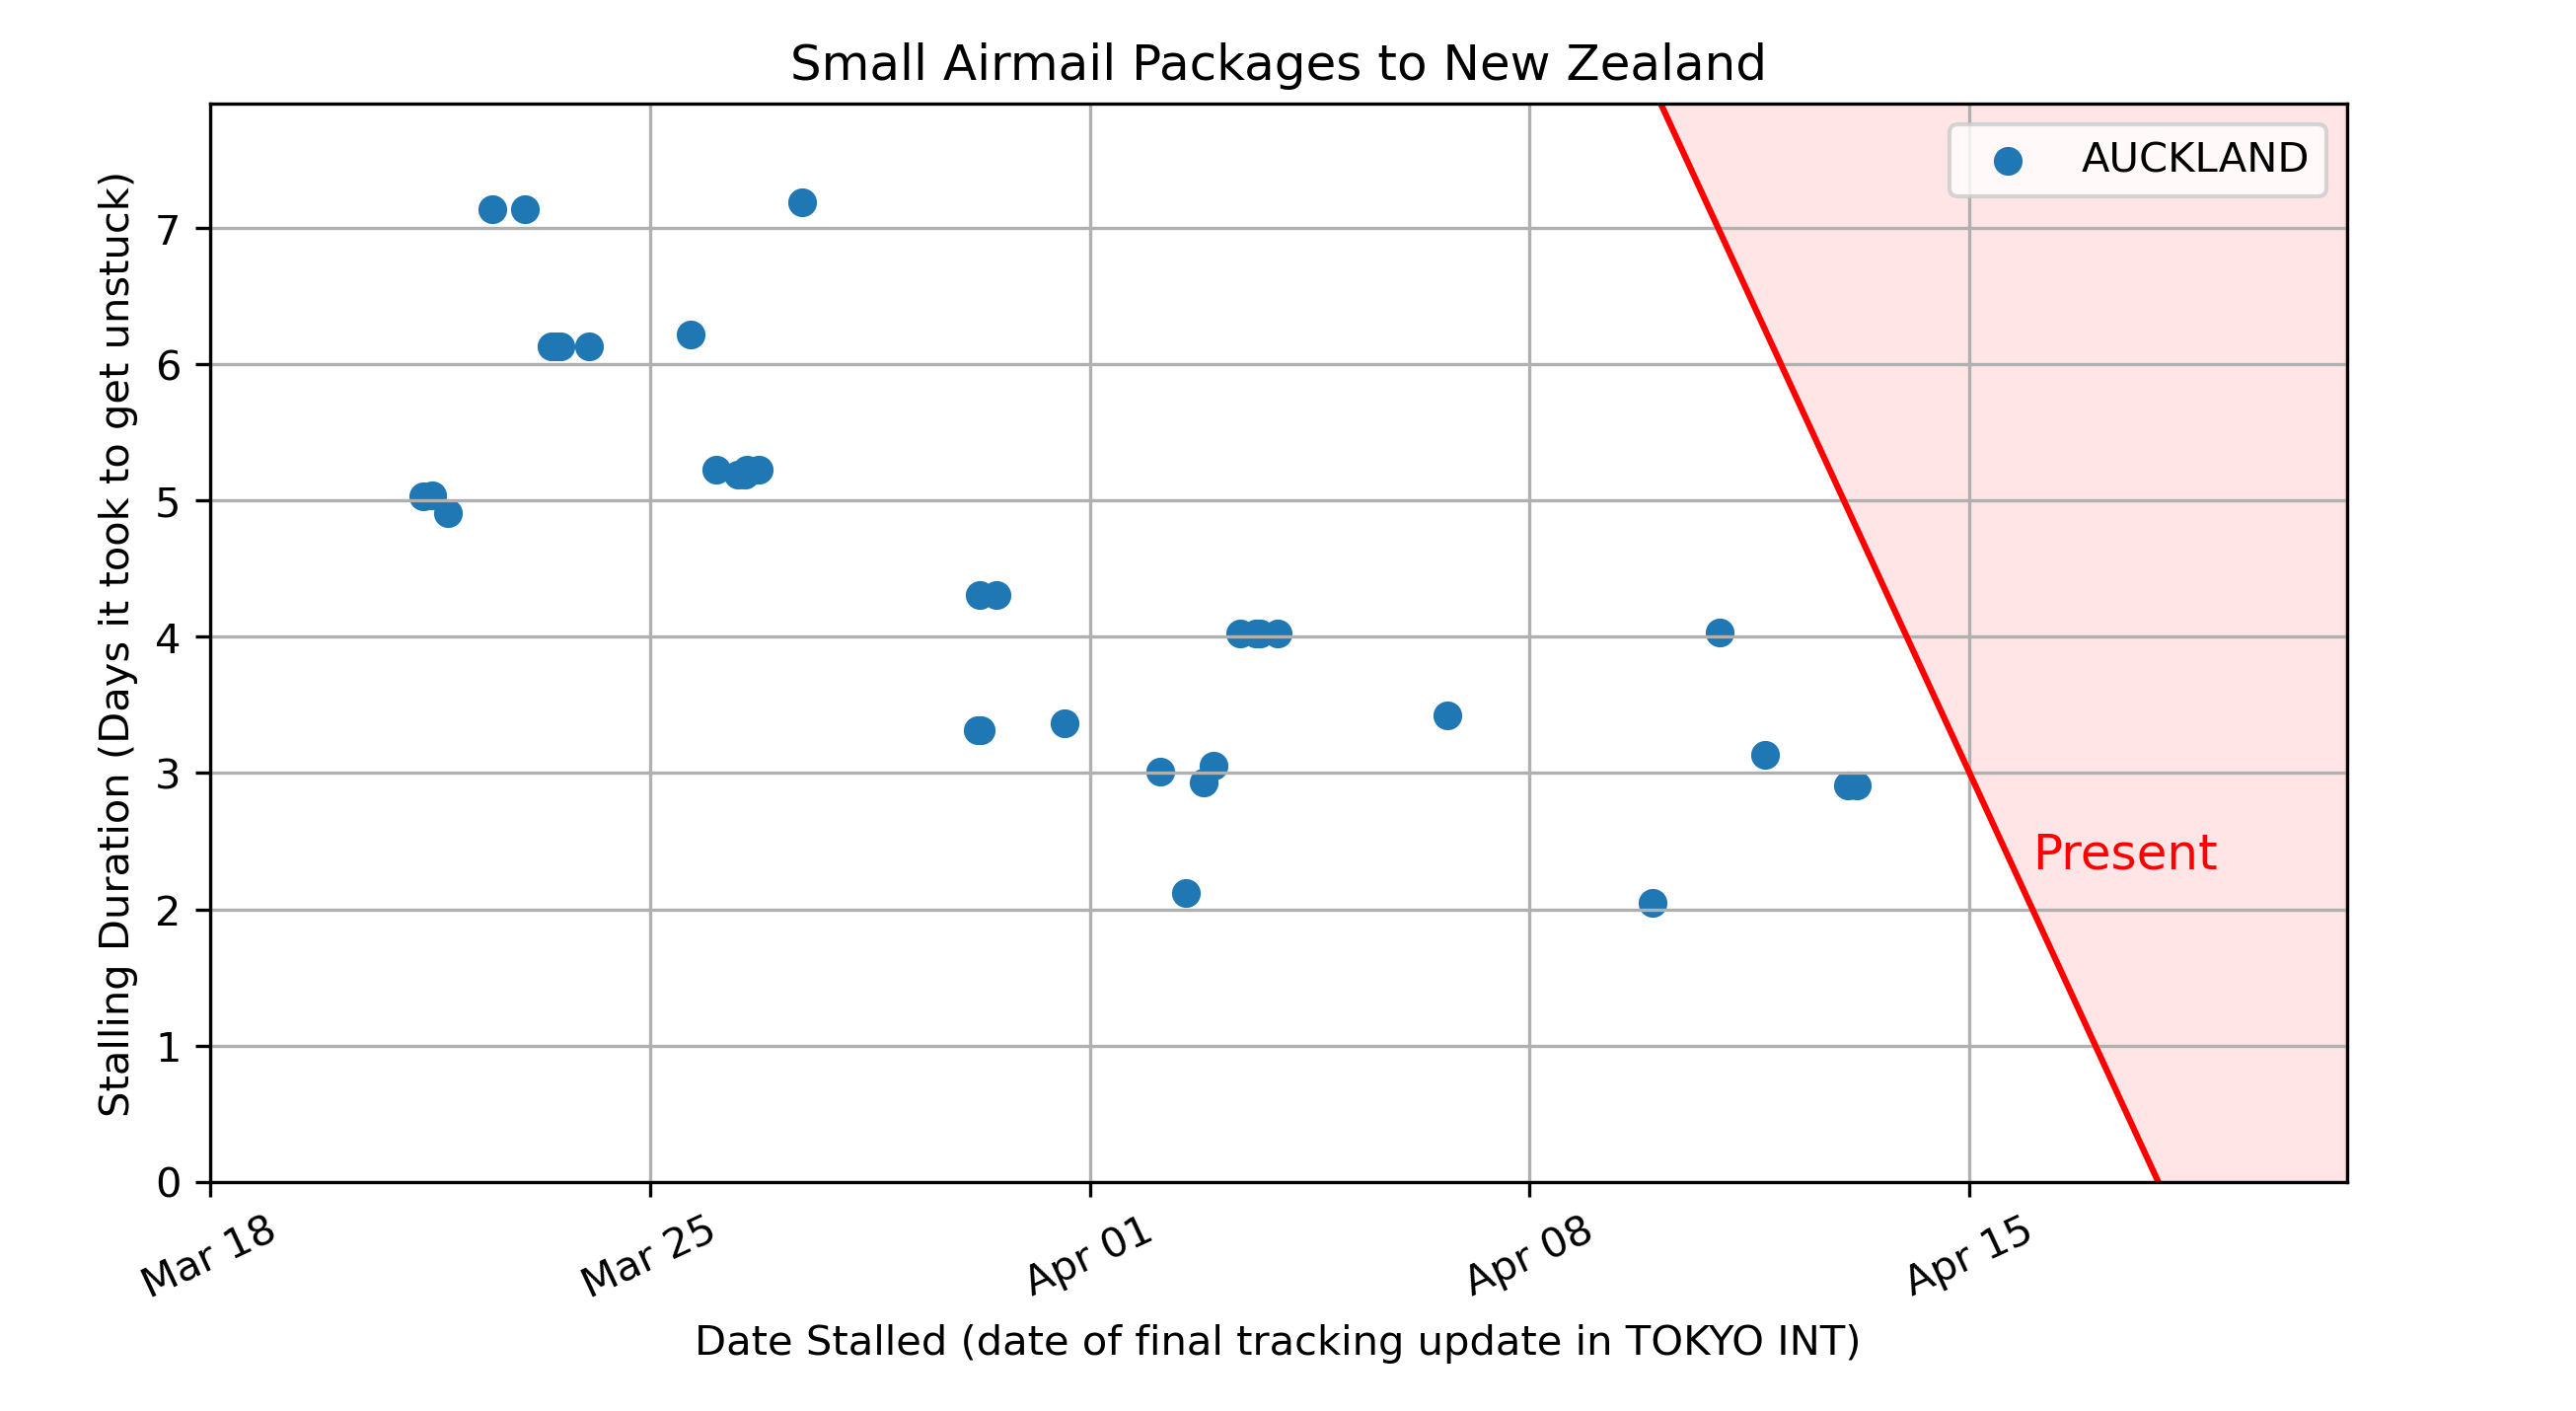 Small Airmail Packages to New Zealand
AUCKLAND
Stalling Duration (Days it took to get unstuck)
7
6
5
4
3
2
1
0
Present
Mar 18
Mar 25
Apr 01
Apr 08
Apr 15
Date Stalled (date of final tracking update in TOKYO INT)